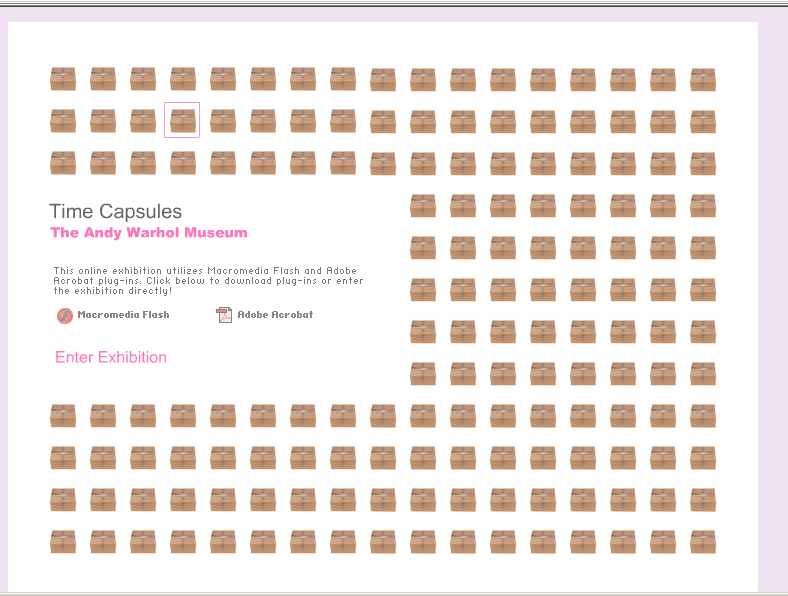 Time Capsules
The Andy Warhol Museum
This online exhibition utilizes Macromedia Flash and Adobe
Acrobat plug-ins. Click below to download plug-ins or enter
the exhibition directly!
Macromedia Flash
Adobe Acrobat
Enter Exhibition